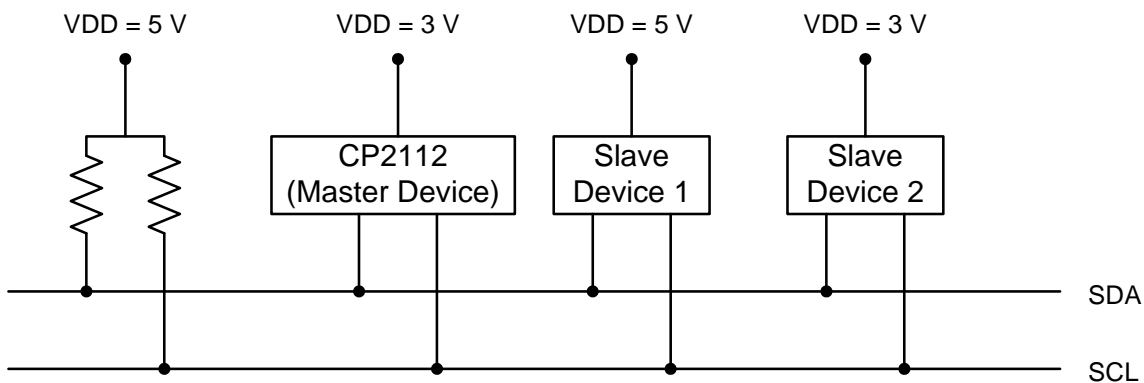 VDD = 5 V
VDD = 3 V
VDD = 5 V
VDD = 3 V
CP2112
(Master Device)
Slave
Device 1
Slave
Device 2
SDA
SCL